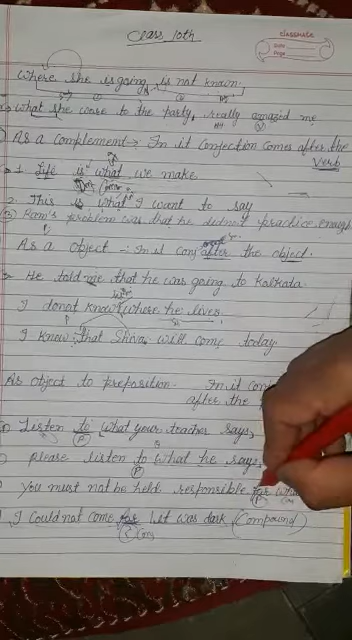 Class 10th
classmate
Date
Page
Where she is going, is not known.
What she wore to the party, really amazed me
As a complement → In it Conjection comes after the verb
1. Life is what we make
2. This is what I want to say
(3) Ram's problem was that he did not practice enough
As a object :- In it conj after the object.
He told me that he was going to Kolkata
I donot know where he lives
I know that Shiva will come today
As object to preposition. In it con
after the
Listen to what your teacher says,
(P)
please listen to what he says,
(P)
You must not be held responsible for wh
(P)
I Could not come for it was dark (Compound)